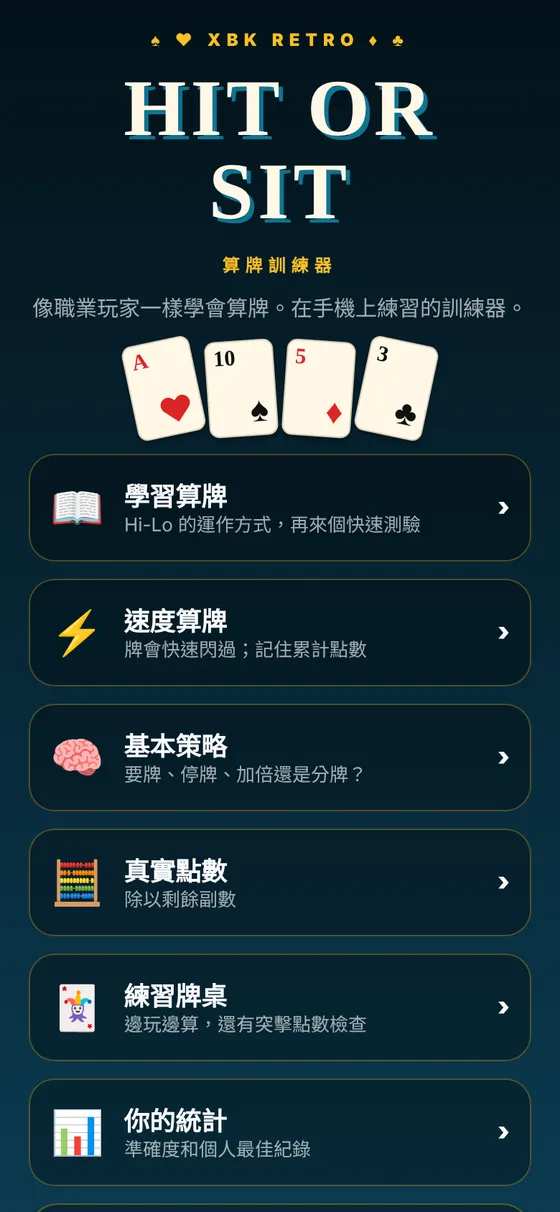 ♠ ♥ XBK RETRO ♦ ♣
HIT OR
SIT
算牌訓練器
像職業玩家一樣學會算牌。在手機上練習的訓練器。
A 10 5 3
學習算牌
Hi-Lo 的運作方式，再來個快速測驗
速度算牌
牌會快速閃過；記住累計點數
基本策略
要牌、停牌、加倍還是分牌？
真實點數
除以剩餘副數
練習牌桌
邊玩邊算，還有突擊點數檢查
你的統計
準確度和個人最佳紀錄